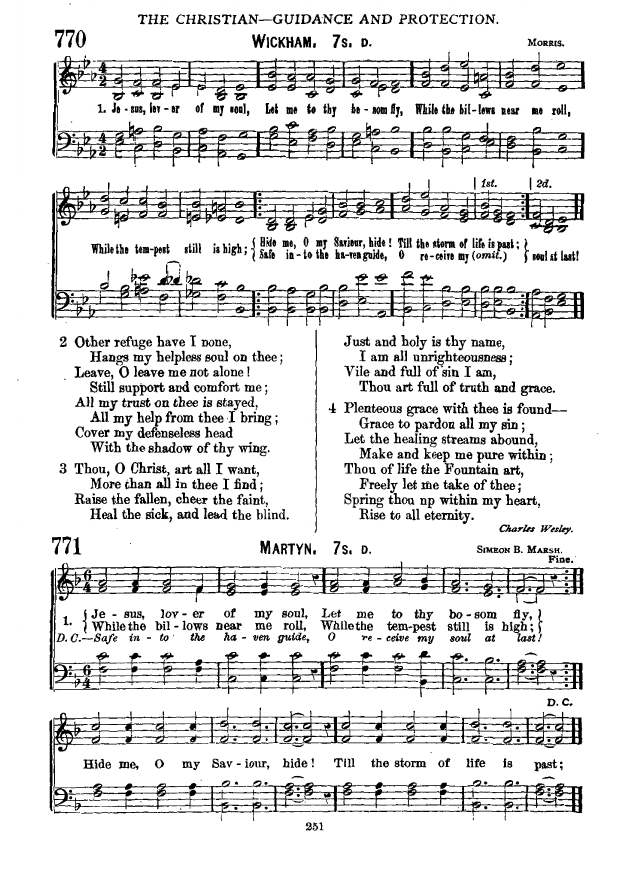 THE CHRISTIAN—GUIDANCE AND PROTECTION.
770 WICKHAM. 7s. D. MORRIS.
1. Je - sus, lov - er of my soul, Let me to thy bo - som fly, While the bil - lows near me roll,
1st. 2d.
While the tem - pest still is high; { Hide me, O my Saviour, hide! Till the storm of life is past; }
{ Safe in - to the ha - ven guide, O re - ceive my (omit.) } soul at last!
2 Other refuge have I none,
Hangs my helpless soul on thee;
Leave, O leave me not alone!
Still support and comfort me;
All my trust on thee is stayed,
All my help from thee I bring;
Cover my defenseless head
With the shadow of thy wing.
3 Thou, O Christ, art all I want,
More than all in thee I find;
Raise the fallen, cheer the faint,
Heal the sick, and lead the blind.
Just and holy is thy name,
I am all unrighteousness;
Vile and full of sin I am,
Thou art full of truth and grace.
4 Plenteous grace with thee is found—
Grace to pardon all my sin;
Let the healing streams abound,
Make and keep me pure within;
Thou of life the Fountain art,
Freely let me take of thee;
Spring thou up within my heart,
Rise to all eternity.
Charles Wesley.
771 MARTYN. 7s. D. SIMEON B. MARSH.
Fine.
1. { Je - sus, lov - er of my soul, Let me to thy bo - som fly, }
{ While the bil - lows near me roll, While the tem - pest still is high; }
D. C.—Safe in - to the ha - ven guide, O re - ceive my soul at last!
D. C.
Hide me, O my Sav - iour, hide! Till the storm of life is past;
251